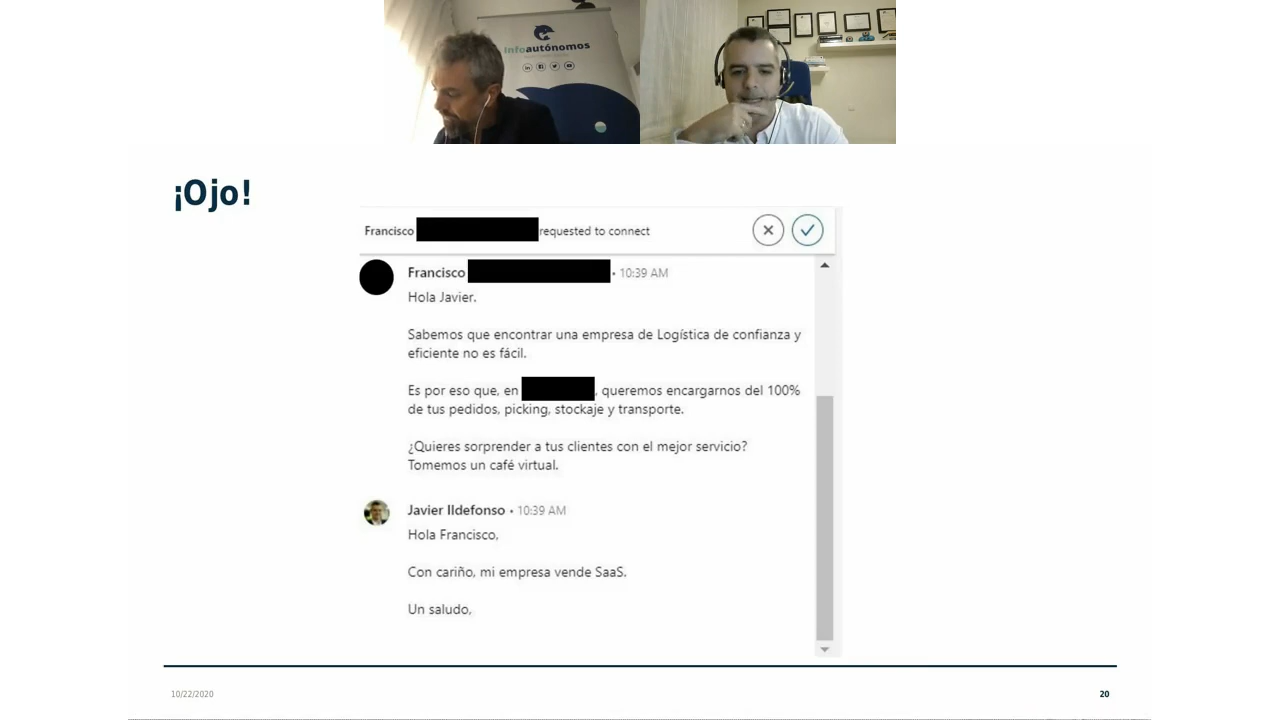 Infoautónomos
¡Ojo!
Francisco requested to connect
Francisco • 10:39 AM
Hola Javier.
Sabemos que encontrar una empresa de Logística de confianza y
eficiente no es fácil.
Es por eso que, en , queremos encargarnos del 100%
de tus pedidos, picking, stockaje y transporte.
¿Quieres sorprender a tus clientes con el mejor servicio?
Tomemos un café virtual.
Javier Ildefonso • 10:39 AM
Hola Francisco,
Con cariño, mi empresa vende SaaS.
Un saludo,
10/22/2020
20